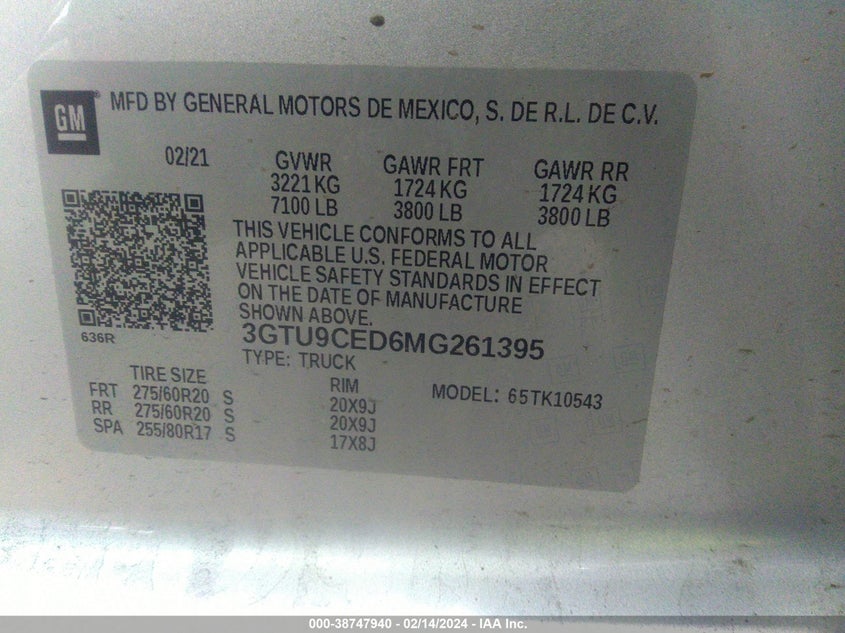 GM ® MFD BY GENERAL MOTORS DE MEXICO, S. DE R.L. DE C.V.
02/21 GVWR GAWR FRT GAWR RR
3221 KG 1724 KG 1724 KG
7100 LB 3800 LB 3800 LB
THIS VEHICLE CONFORMS TO ALL
APPLICABLE U.S. FEDERAL MOTOR
VEHICLE SAFETY STANDARDS IN EFFECT
ON THE DATE OF MANUFACTURE
SHOWN ABOVE.
636R
3GTU9CED6MG261395
TYPE: TRUCK
TIRE SIZE RIM MODEL: 65TK10543
FRT 275/60R20 S 20X9J
RR 275/60R20 S 20X9J
SPA 255/80R17 S 17X8J
000-38747940 - 02/14/2024 - IAA Inc.